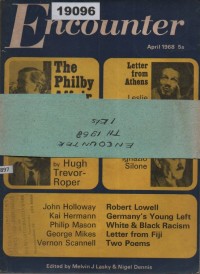 19096
Encounter
April 1968 5s
The
Philby
Letter
from
Athens
Leslie
ENCOUNTER
1968
by Hugh
Trevor-
Roper
Ignazio
Silone
John Holloway Robert Lowell
Kai Hermann Germany's Young Left
Philip Mason White & Black Racism
George Mikes Letter from Fiji
Vernon Scannell Two Poems
Edited by Melvin J Lasky & Nigel Dennis